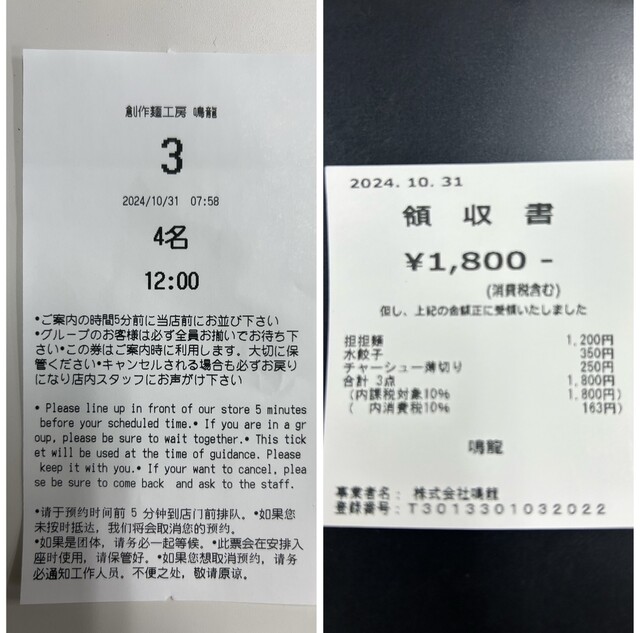 創作麺工房 鳴龍
3
2024/10/31 07:58
4名
12:00
•ご案内の時間5分前に当店前にお並び下さい
•グループのお客様は必ず全員お揃いでお待ち下
さい•この券はご案内時に利用します。大切に保
管ください•キャンセルされる場合も必ずお戻り
になり店内スタッフにお声がけ下さい
• Please line up in front of our store 5 minutes
before your scheduled time.• If you are in a gr
oup, please be sure to wait together.• This tick
et will be used at the time of guidance. Please
keep it with you.• If your want to cancel, plea
se be sure to come back and ask to the staff.
•请于预约时间前 5 分钟到店门前排队。•如果您
未按时抵达，我们将会取消您的预约。
•如果是团体，请务必一起等候。•此票会在安排入
座时使用，请保管好。•如果您想取消预约，请务
必通知工作人员。不便之处，敬请原谅。
2024.10.31
領収書
¥1,800-
(消費税含む)
但し、上記の金額正に受領いたしました
担担麺 1,200円
水餃子 350円
チャーシュー薄切り 250円
合計 3点 1,800円
(内課税対象10% 1,800円)
( 内消費税10% 163円)
鳴龍
事業者名： 株式会社鳴龍
登録番号：T3013301032022